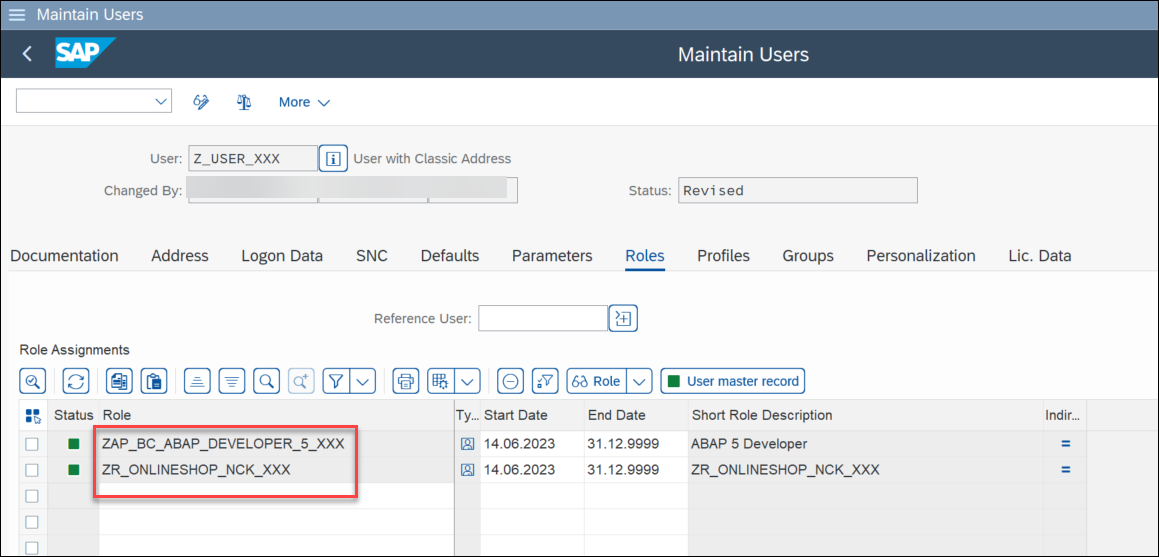 Maintain Users
SAP
Maintain Users
More
User: Z_USER_XXX User with Classic Address
Changed By: Status: Revised
Documentation Address Logon Data SNC Defaults Parameters Roles Profiles Groups Personalization Lic. Data
Reference User:
Role Assignments
Role User master record
Status Role Ty... Start Date End Date Short Role Description Indir...
ZAP_BC_ABAP_DEVELOPER_5_XXX 14.06.2023 31.12.9999 ABAP 5 Developer =
ZR_ONLINESHOP_NCK_XXX 14.06.2023 31.12.9999 ZR_ONLINESHOP_NCK_XXX =